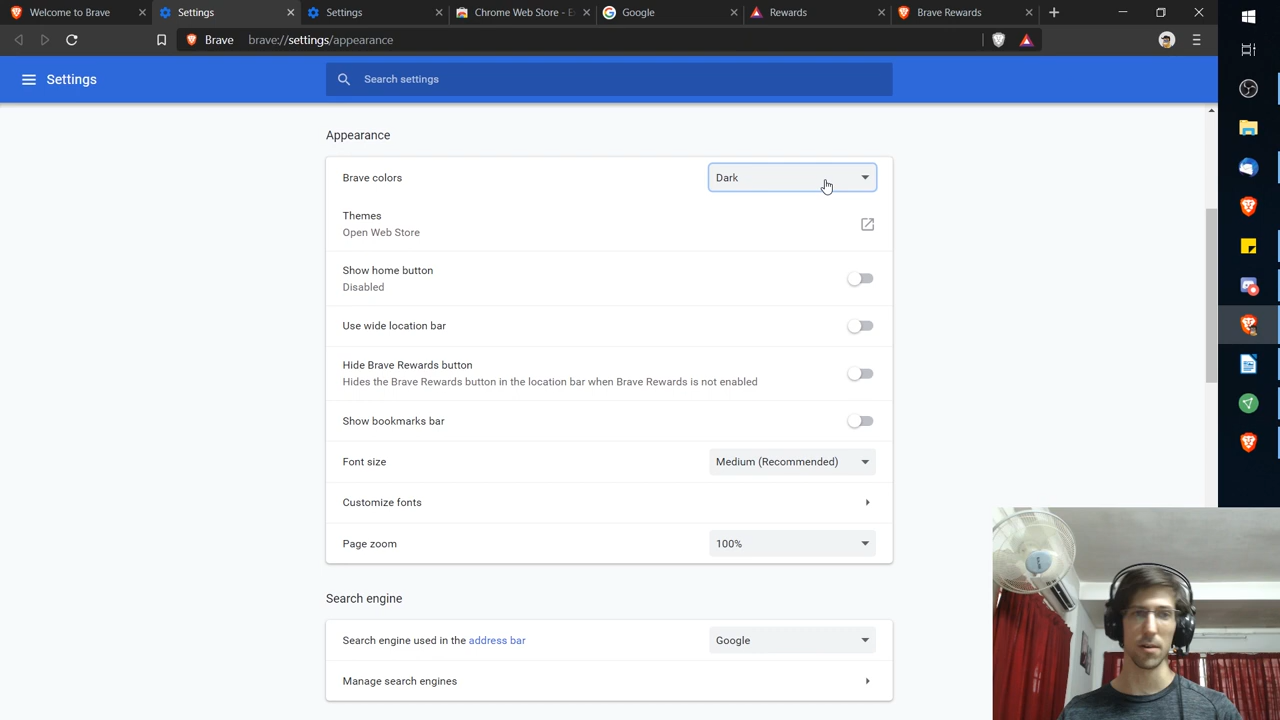 Welcome to Brave
Settings
Settings
Chrome Web Store - E
Google
Rewards
Brave Rewards
Brave
brave://settings/appearance
Settings
Search settings
Appearance
Brave colors
Dark
Themes
Open Web Store
Show home button
Disabled
Use wide location bar
Hide Brave Rewards button
Hides the Brave Rewards button in the location bar when Brave Rewards is not enabled
Show bookmarks bar
Font size
Medium (Recommended)
Customize fonts
Page zoom
100%
Search engine
Search engine used in the address bar
Google
Manage search engines